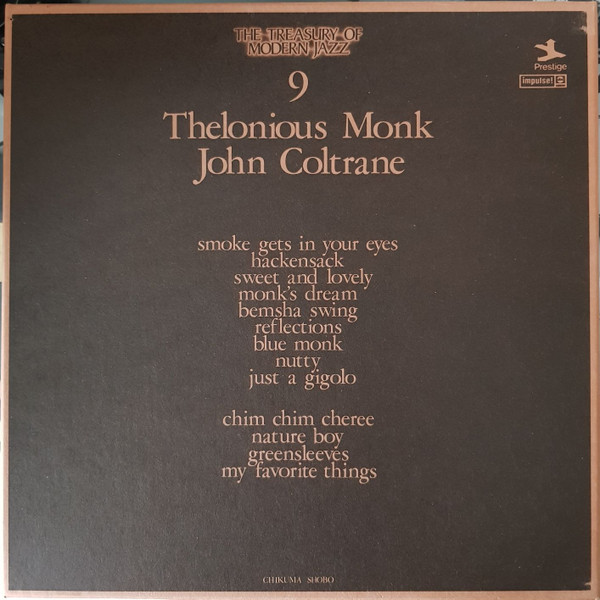 THE TREASURY OF
MODERN JAZZ
Prestige
impulse!
9
Thelonious Monk
John Coltrane
smoke gets in your eyes
hackensack
sweet and lovely
monk's dream
bemsha swing
reflections
blue monk
nutty
just a gigolo
chim chim cheree
nature boy
greensleeves
my favorite things
CHIKUMA SHOBO